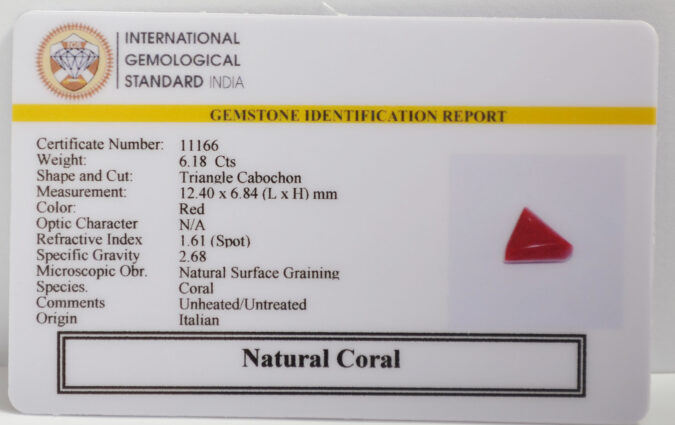 INTERNATIONAL
GEMOLOGICAL
STANDARD INDIA
GEMSTONE IDENTIFICATION REPORT
Certificate Number: 11166
Weight: 6.18 Cts
Shape and Cut: Triangle Cabochon
Measurement: 12.40 x 6.84 (L x H) mm
Color: Red
Optic Character N/A
Refractive Index 1.61 (Spot)
Specific Gravity 2.68
Microscopic Obr. Natural Surface Graining
Species. Coral
Comments Unheated/Untreated
Origin Italian
Natural Coral